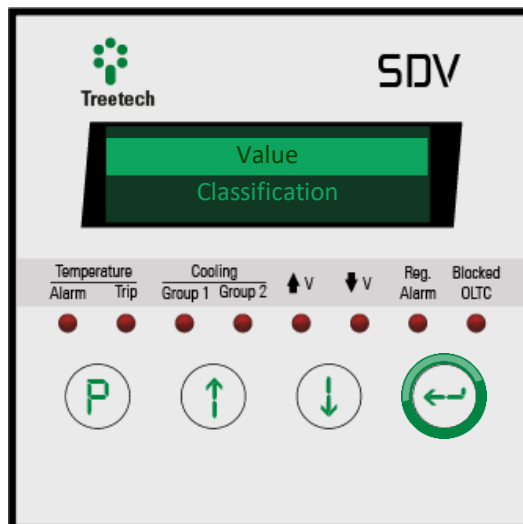 Treetech
SDV
Value
Classification
Temperature
Alarm Trip
Cooling
Group 1 Group 2
V
V
Reg.
Alarm
Blocked
OLTC
P